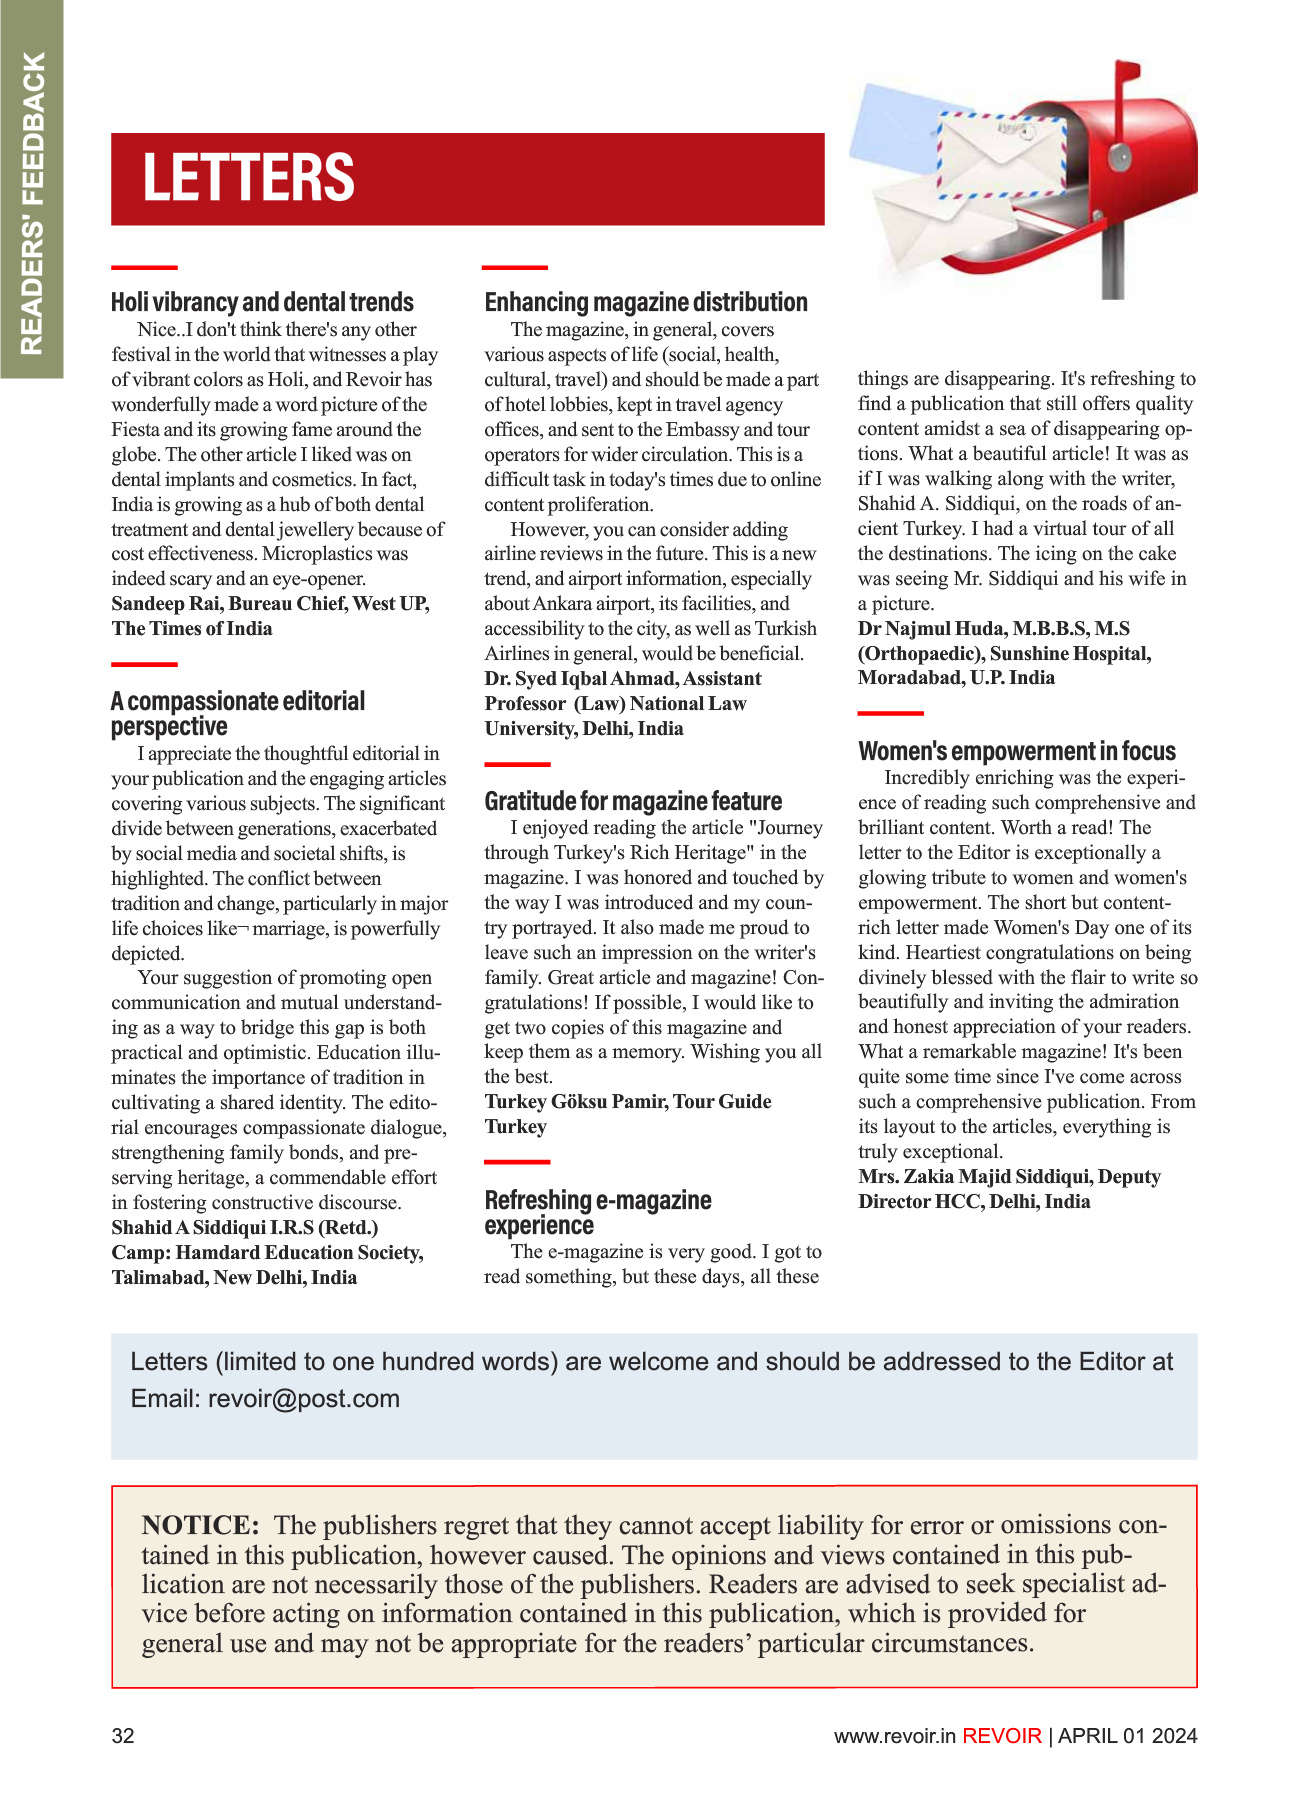 READERS' FEEDBACK
LETTERS
Holi vibrancy and dental trends
Nice..I don't think there's any other
festival in the world that witnesses a play
of vibrant colors as Holi, and Revoir has
wonderfully made a word picture of the
Fiesta and its growing fame around the
globe. The other article I liked was on
dental implants and cosmetics. In fact,
India is growing as a hub of both dental
treatment and dental jewellery because of
cost effectiveness. Microplastics was
indeed scary and an eye-opener.
Sandeep Rai, Bureau Chief, West UP,
The Times of India
A compassionate editorial
perspective
I appreciate the thoughtful editorial in
your publication and the engaging articles
covering various subjects. The significant
divide between generations, exacerbated
by social media and societal shifts, is
highlighted. The conflict between
tradition and change, particularly in major
life choices like¬ marriage, is powerfully
depicted.
Your suggestion of promoting open
communication and mutual understand-
ing as a way to bridge this gap is both
practical and optimistic. Education illu-
minates the importance of tradition in
cultivating a shared identity. The edito-
rial encourages compassionate dialogue,
strengthening family bonds, and pre-
serving heritage, a commendable effort
in fostering constructive discourse.
Shahid A Siddiqui I.R.S (Retd.)
Camp: Hamdard Education Society,
Talimabad, New Delhi, India
Enhancing magazine distribution
The magazine, in general, covers
various aspects of life (social, health,
cultural, travel) and should be made a part
of hotel lobbies, kept in travel agency
offices, and sent to the Embassy and tour
operators for wider circulation. This is a
difficult task in today's times due to online
content proliferation.
However, you can consider adding
airline reviews in the future. This is a new
trend, and airport information, especially
about Ankara airport, its facilities, and
accessibility to the city, as well as Turkish
Airlines in general, would be beneficial.
Dr. Syed Iqbal Ahmad, Assistant
Professor (Law) National Law
University, Delhi, India
Gratitude for magazine feature
I enjoyed reading the article "Journey
through Turkey's Rich Heritage" in the
magazine. I was honored and touched by
the way I was introduced and my coun-
try portrayed. It also made me proud to
leave such an impression on the writer's
family. Great article and magazine! Con-
gratulations! If possible, I would like to
get two copies of this magazine and
keep them as a memory. Wishing you all
the best.
Turkey Göksu Pamir, Tour Guide
Turkey
Refreshing e-magazine
experience
The e-magazine is very good. I got to
read something, but these days, all these
things are disappearing. It's refreshing to
find a publication that still offers quality
content amidst a sea of disappearing op-
tions. What a beautiful article! It was as
if I was walking along with the writer,
Shahid A. Siddiqui, on the roads of an-
cient Turkey. I had a virtual tour of all
the destinations. The icing on the cake
was seeing Mr. Siddiqui and his wife in
a picture.
Dr Najmul Huda, M.B.B.S, M.S
(Orthopaedic), Sunshine Hospital,
Moradabad, U.P. India
Women's empowerment in focus
Incredibly enriching was the experi-
ence of reading such comprehensive and
brilliant content. Worth a read! The
letter to the Editor is exceptionally a
glowing tribute to women and women's
empowerment. The short but content-
rich letter made Women's Day one of its
kind. Heartiest congratulations on being
divinely blessed with the flair to write so
beautifully and inviting the admiration
and honest appreciation of your readers.
What a remarkable magazine! It's been
quite some time since I've come across
such a comprehensive publication. From
its layout to the articles, everything is
truly exceptional.
Mrs. Zakia Majid Siddiqui, Deputy
Director HCC, Delhi, India
Letters (limited to one hundred words) are welcome and should be addressed to the Editor at
Email: revoir@post.com
NOTICE: The publishers regret that they cannot accept liability for error or omissions con-
tained in this publication, however caused. The opinions and views contained in this pub-
lication are not necessarily those of the publishers. Readers are advised to seek specialist ad-
vice before acting on information contained in this publication, which is provided for
general use and may not be appropriate for the readers’ particular circumstances.
32
www.revoir.in REVOIR | APRIL 01 2024